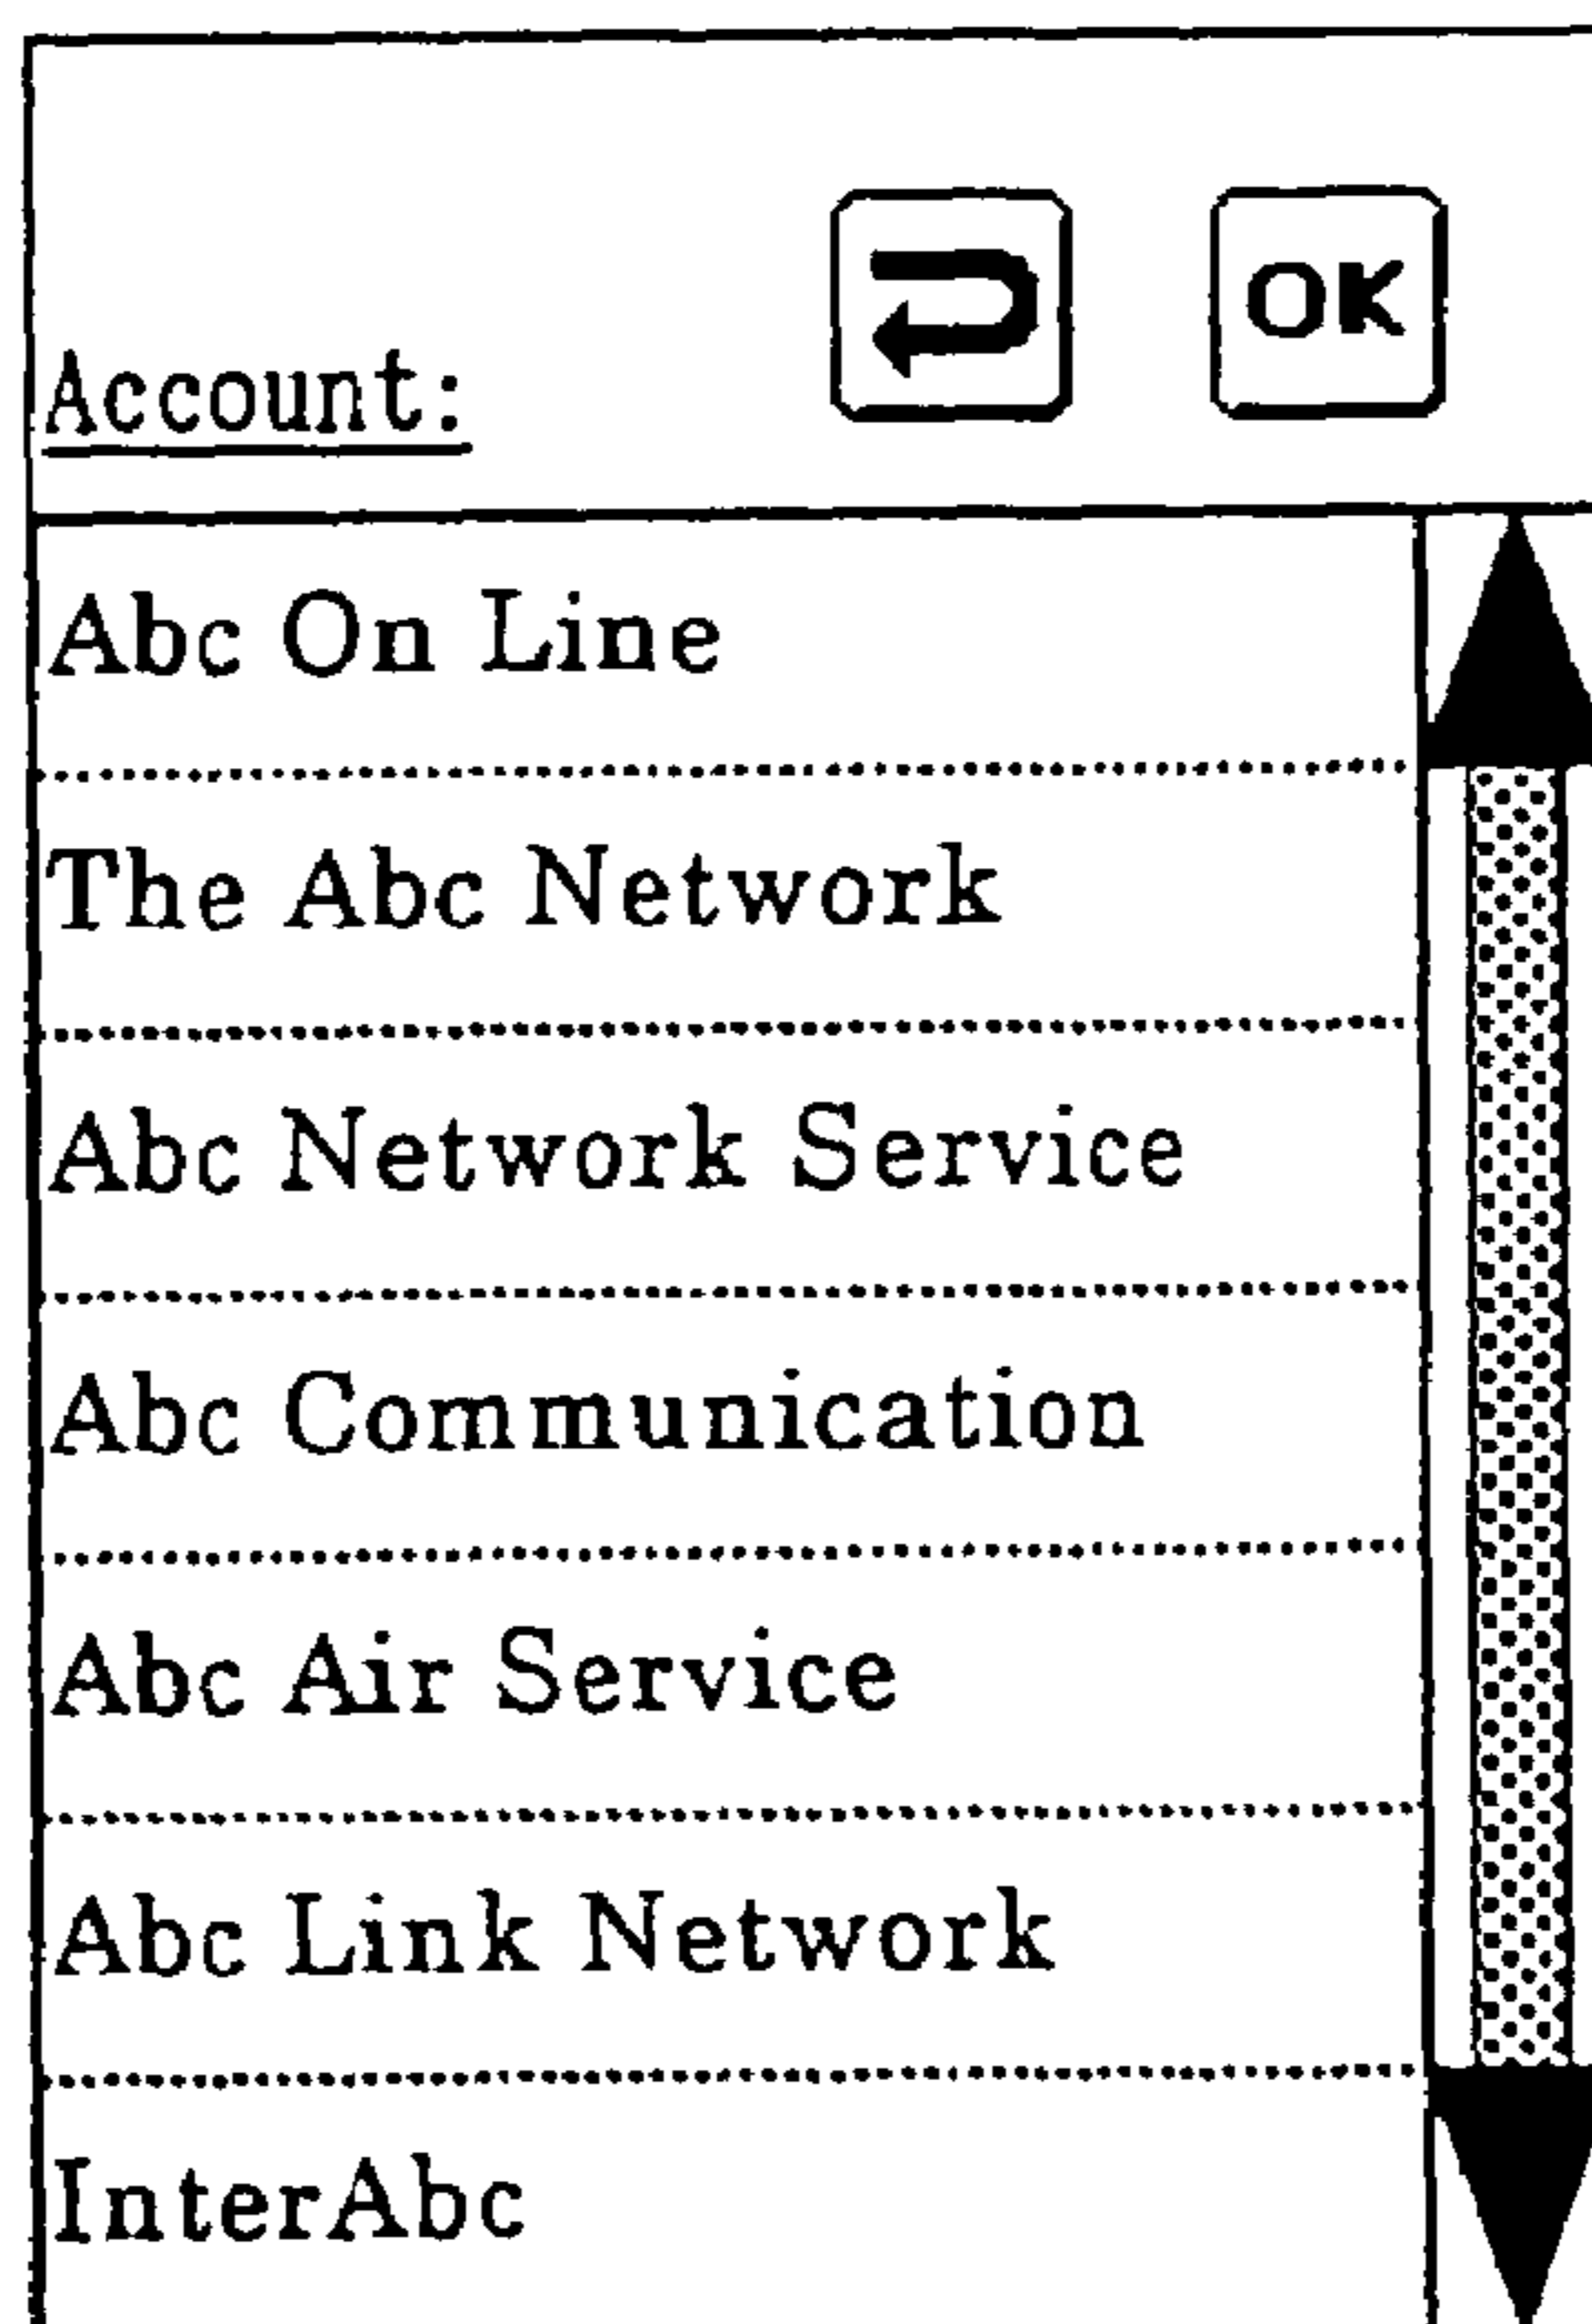 OK
Account:
Abc On Line
The Abc Network
Abc Network Service
Abc Communication
Abc Air Service
Abc Link Network
InterAbc